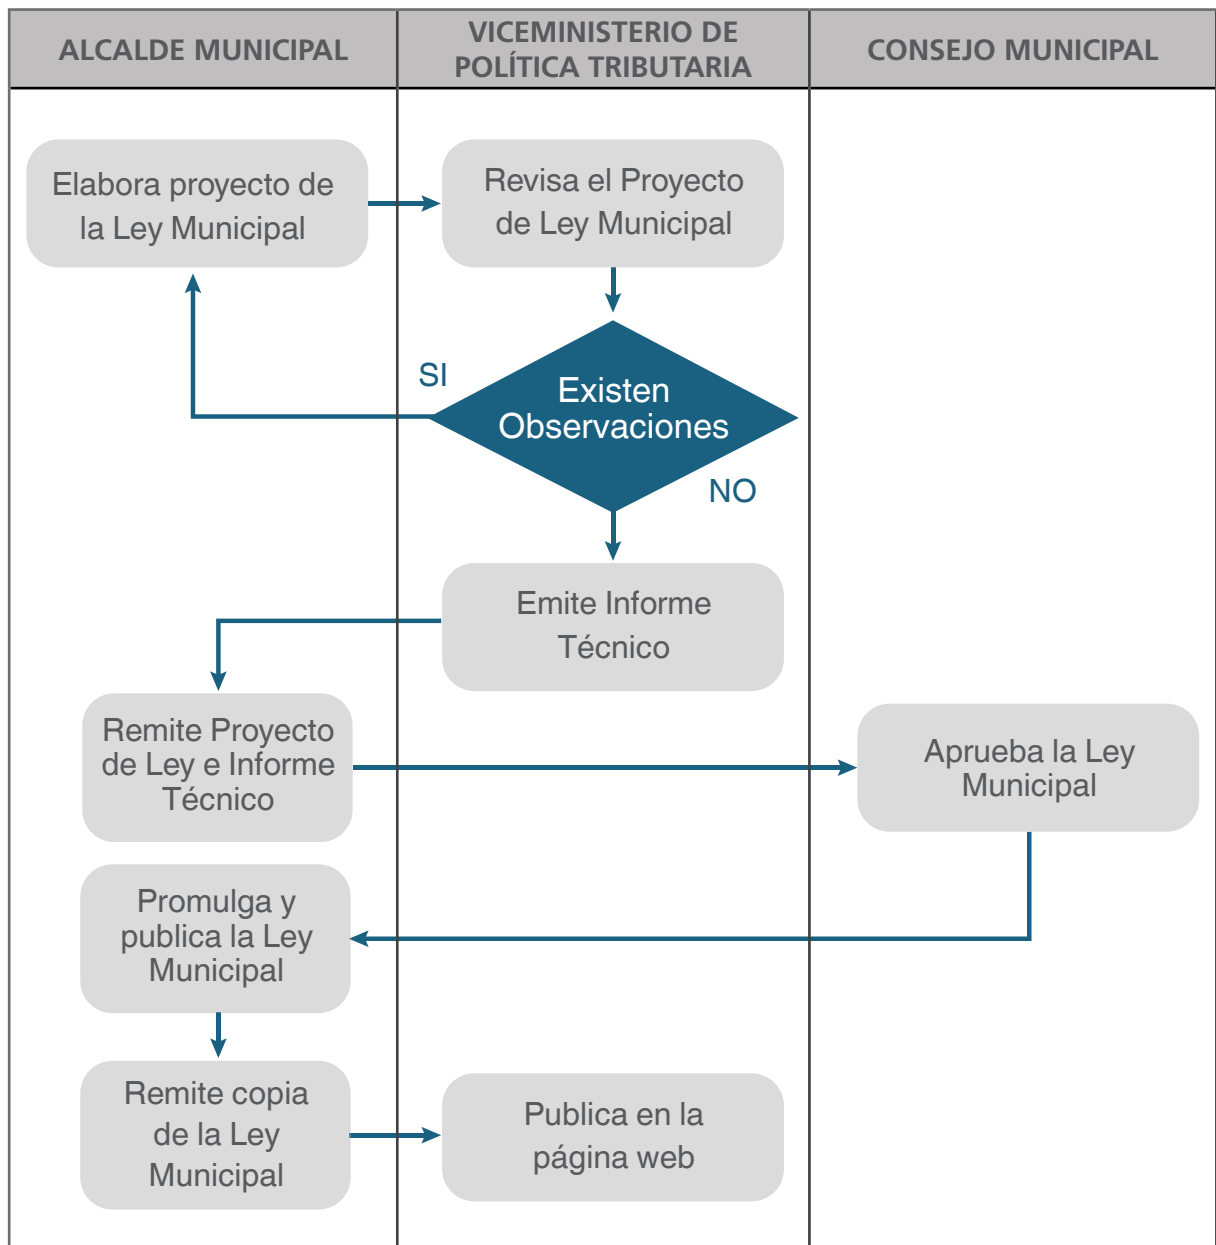 ALCALDE MUNICIPAL
VICEMINISTERIO DE
POLÍTICA TRIBUTARIA
CONSEJO MUNICIPAL
Elabora proyecto de
la Ley Municipal
Revisa el Proyecto
de Ley Municipal
SI
Existen
Observaciones
NO
Emite Informe
Técnico
Remite Proyecto
de Ley e Informe
Técnico
Aprueba la Ley
Municipal
Promulga y
publica la Ley
Municipal
Remite copia
de la Ley
Municipal
Publica en la
página web